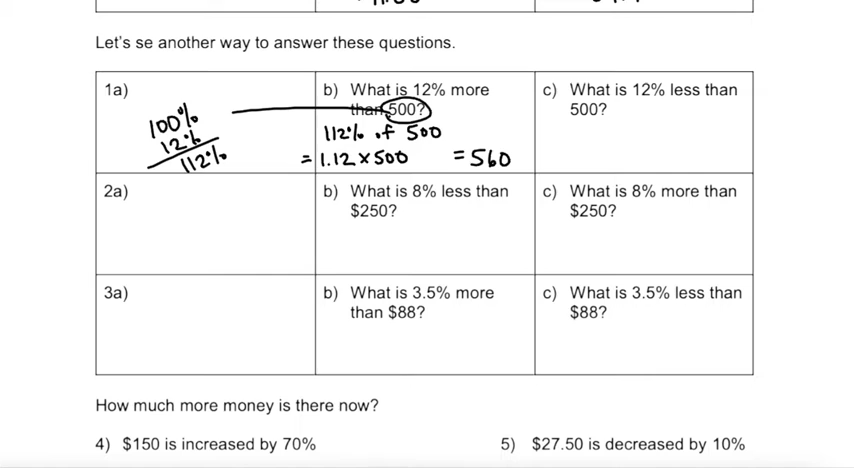 Let's se another way to answer these questions.
1a)
100%
12%
112%
b) What is 12% more
than 500?
112% of 500
= 1.12 x 500 = 560
c) What is 12% less than
500?
2a)
b) What is 8% less than
$250?
c) What is 8% more than
$250?
3a)
b) What is 3.5% more
than $88?
c) What is 3.5% less than
$88?
How much more money is there now?
4) $150 is increased by 70%
5) $27.50 is decreased by 10%